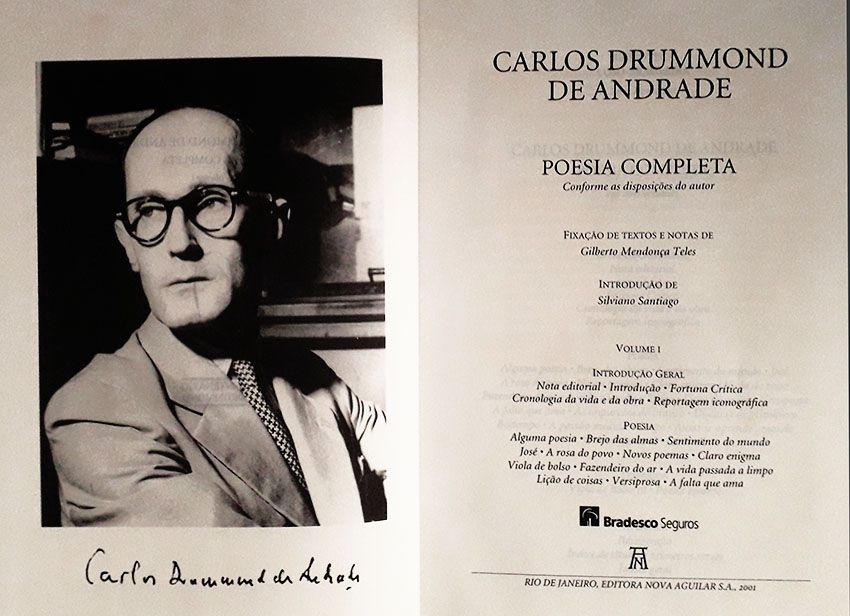 Carlos Drummond de Andrade
CARLOS DRUMMOND
DE ANDRADE
POESIA COMPLETA
Conforme as disposições do autor
FIXAÇÃO DE TEXTOS E NOTAS DE
Gilberto Mendonça Teles
INTRODUÇÃO DE
Silviano Santiago
VOLUME I
INTRODUÇÃO GERAL
Nota editorial • Introdução • Fortuna Crítica
Cronologia da vida e da obra • Reportagem iconográfica
POESIA
Alguma poesia • Brejo das almas • Sentimento do mundo
José • A rosa do povo • Novos poemas • Claro enigma
Viola de bolso • Fazendeiro do ar • A vida passada a limpo
Lição de coisas • Versiprosa • A falta que ama
Bradesco Seguros
RIO DE JANEIRO, EDITORA NOVA AGUILAR S.A., 2001